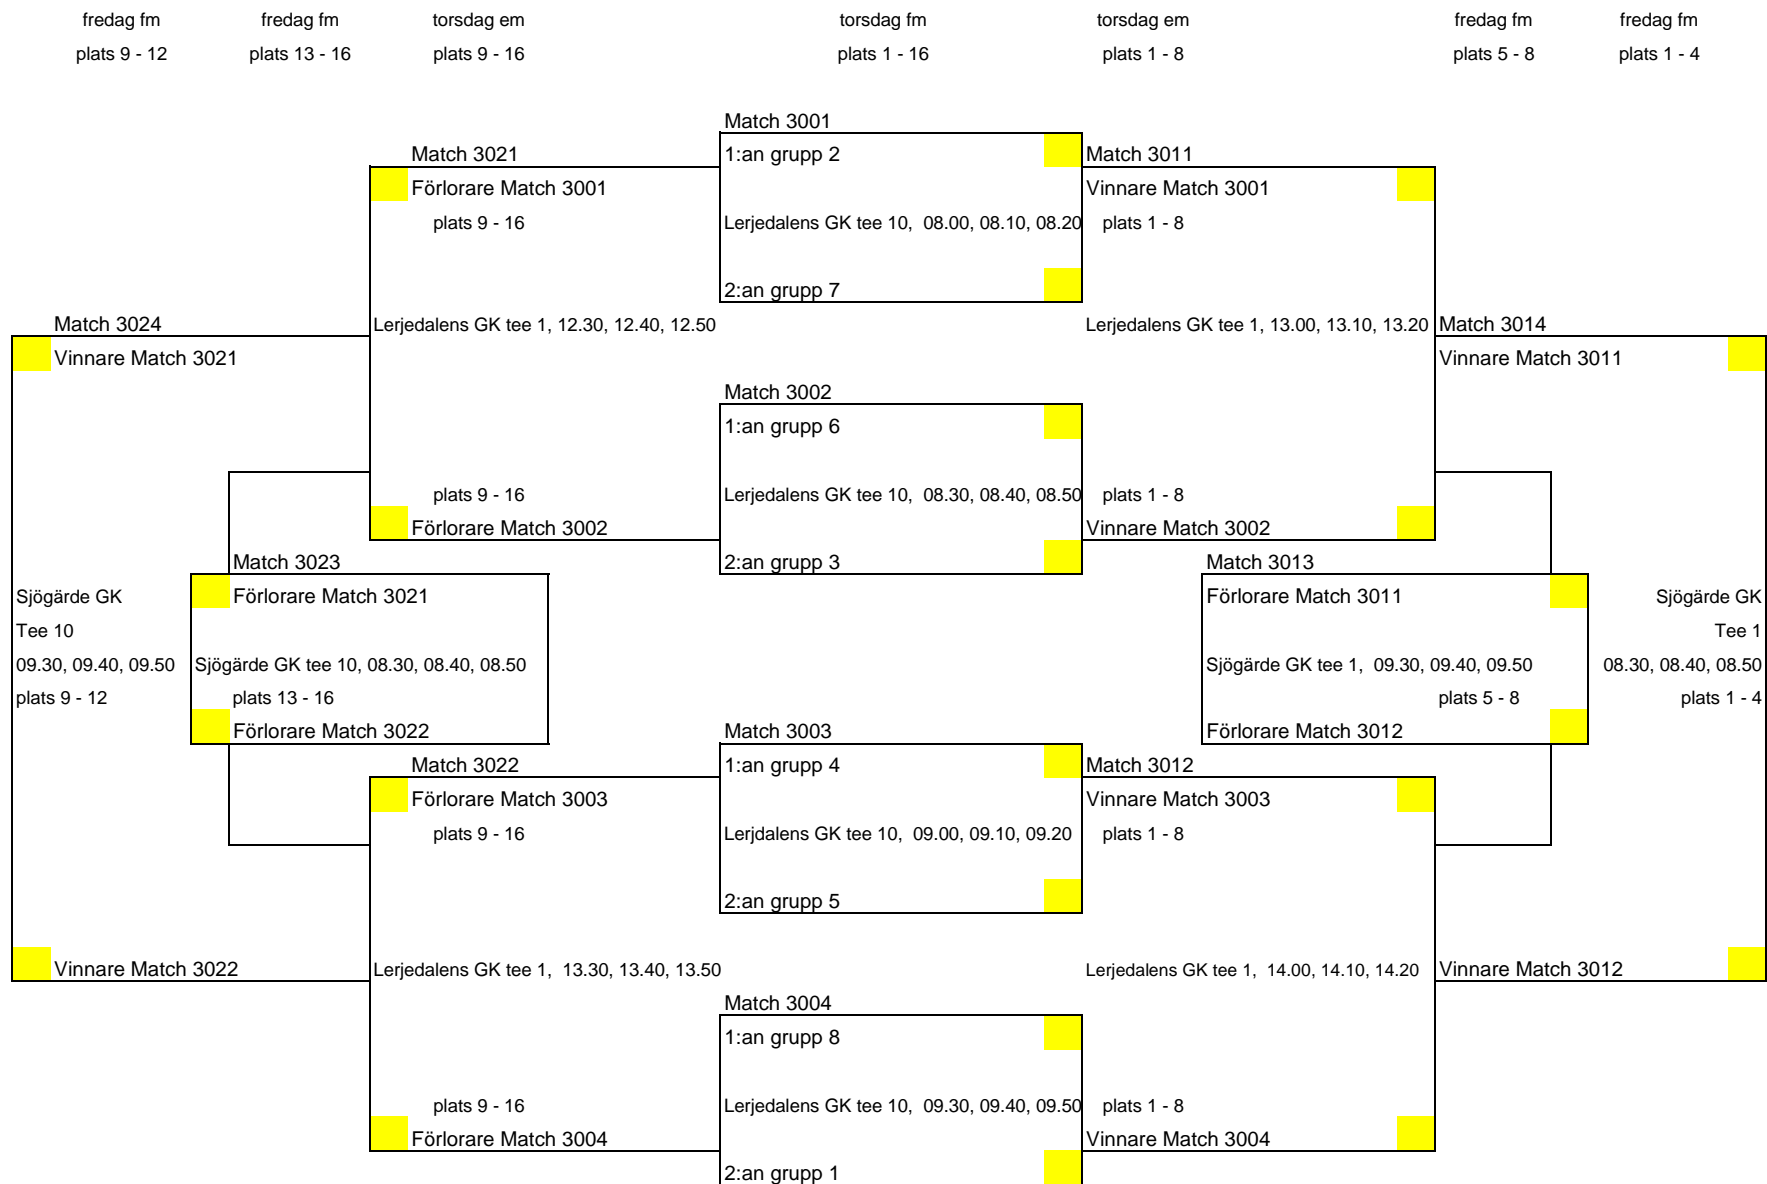 fredag fm fredag fm torsdag em torsdag fm torsdag em fredag fm fredag fm
plats 9 - 12 plats 13 - 16 plats 9 - 16 plats 1 - 16 plats 1 - 8 plats 5 - 8 plats 1 - 4
Match 3001
Match 3021 1:an grupp 2 Match 3011
Förlorare Match 3001 Vinnare Match 3001
plats 9 - 16 Lerjedalens GK tee 10, 08.00, 08.10, 08.20 plats 1 - 8
2:an grupp 7
Match 3024 Lerjedalens GK tee 1, 12.30, 12.40, 12.50 Lerjedalens GK tee 1, 13.00, 13.10, 13.20 Match 3014
Vinnare Match 3021 Vinnare Match 3011
Match 3002
1:an grupp 6
plats 9 - 16 Lerjedalens GK tee 10, 08.30, 08.40, 08.50 plats 1 - 8
Förlorare Match 3002 Vinnare Match 3002
Match 3023 2:an grupp 3 Match 3013
Sjögärde GK Förlorare Match 3021 Förlorare Match 3011 Sjögärde GK
Tee 10 Tee 1
09.30, 09.40, 09.50 Sjögärde GK tee 10, 08.30, 08.40, 08.50 Sjögärde GK tee 1, 09.30, 09.40, 09.50 08.30, 08.40, 08.50
plats 9 - 12 plats 13 - 16 plats 5 - 8 plats 1 - 4
Förlorare Match 3022 Match 3003 Förlorare Match 3012
Match 3022 1:an grupp 4 Match 3012
Förlorare Match 3003 Vinnare Match 3003
plats 9 - 16 Lerjdalens GK tee 10, 09.00, 09.10, 09.20 plats 1 - 8
2:an grupp 5
Vinnare Match 3022 Lerjedalens GK tee 1, 13.30, 13.40, 13.50 Lerjedalens GK tee 1, 14.00, 14.10, 14.20 Vinnare Match 3012
Match 3004
1:an grupp 8
plats 9 - 16 Lerjedalens GK tee 10, 09.30, 09.40, 09.50 plats 1 - 8
Förlorare Match 3004 Vinnare Match 3004
2:an grupp 1